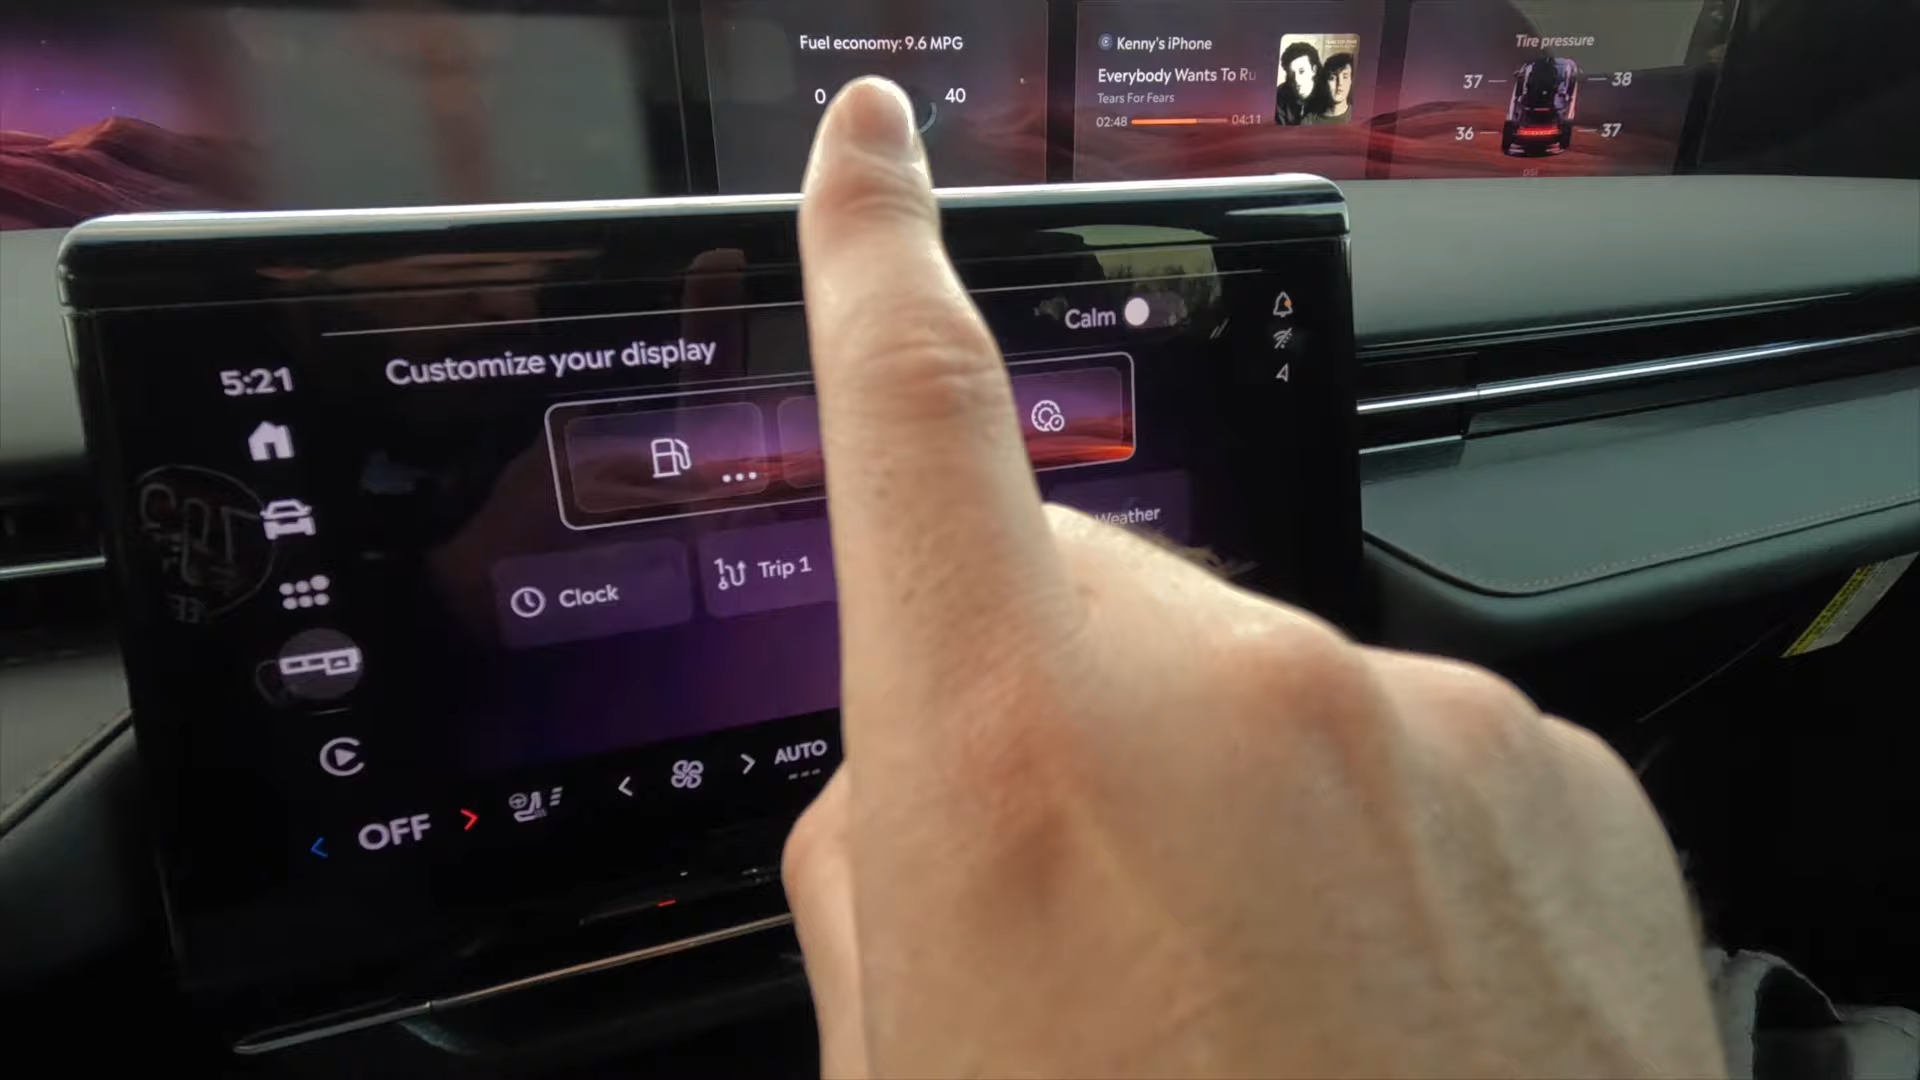 Fuel economy: 9.6 MPG
0
40
Kenny's iPhone
Everybody Wants To Ru
Tears For Fears
02:48
04:11
Tire pressure
37
38
36
37
psi
Calm
Customize your display
5:21
Weather
Clock
Trip 1
AUTO
OFF